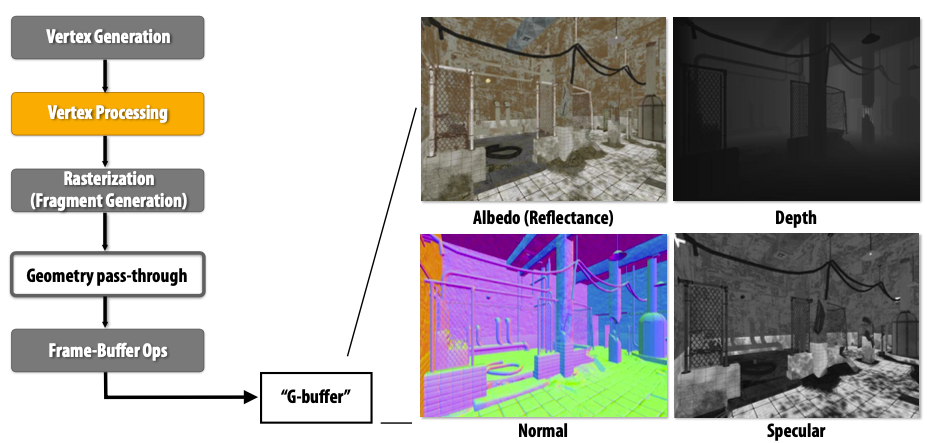 Vertex Generation
Vertex Processing
Rasterization
(Fragment Generation)
Geometry pass-through
Frame-Buffer Ops
“G-buffer”
Albedo (Reflectance)
Depth
Normal
Specular